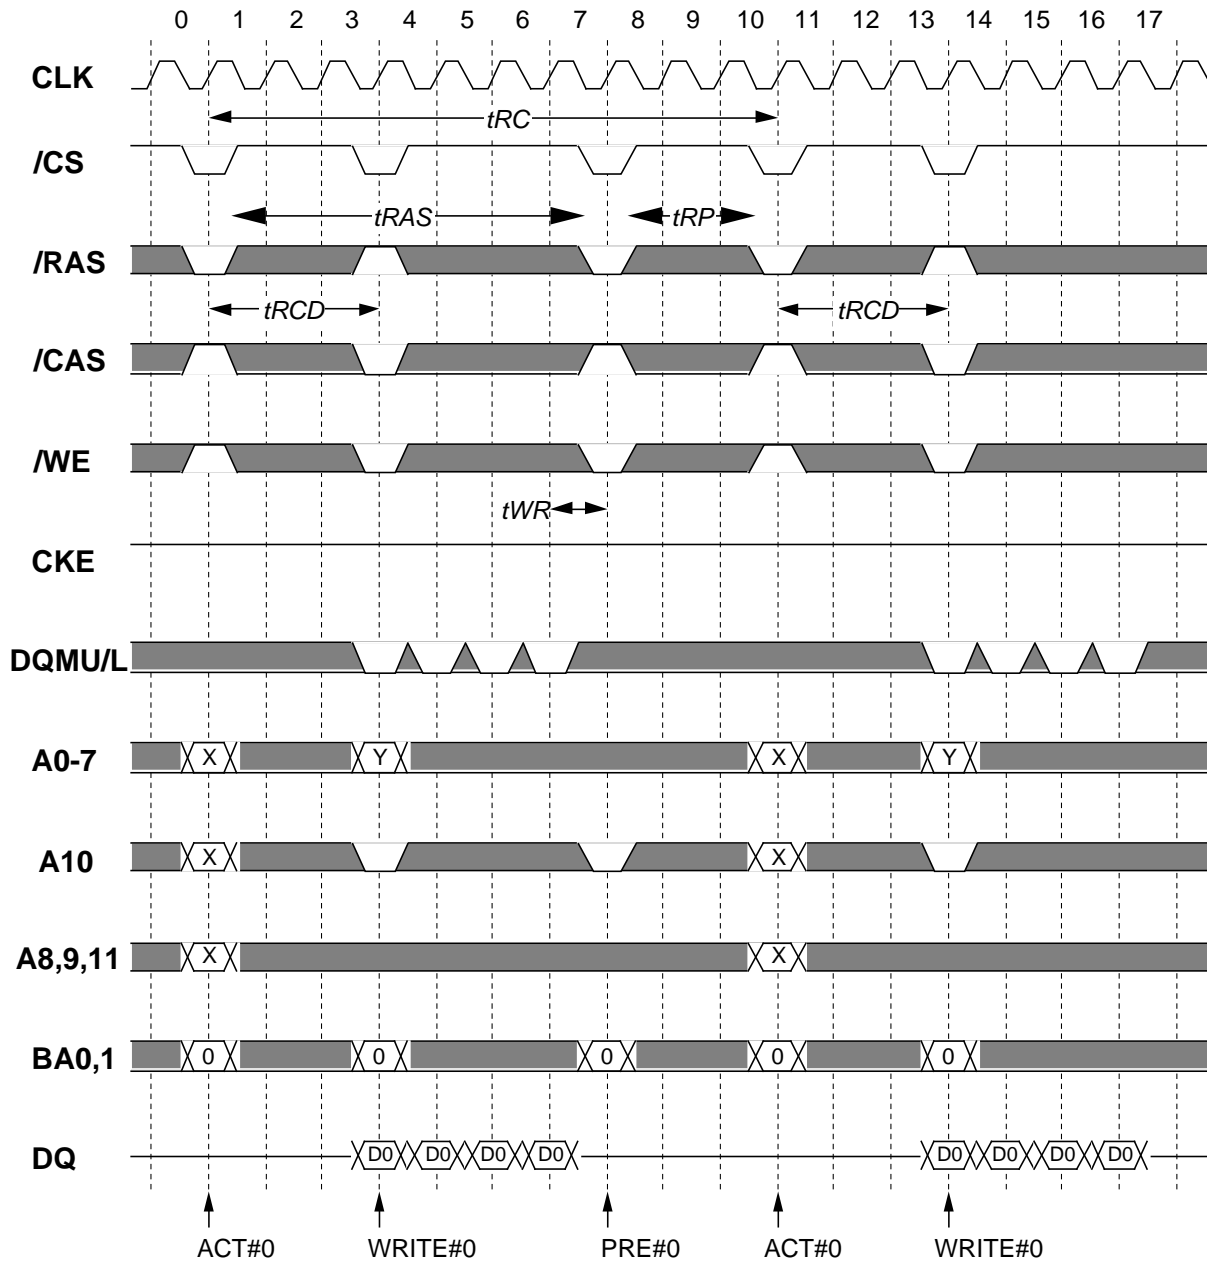 0 1 2 3 4 5 6 7 8 9 10 11 12 13 14 15 16 17
CLK
tRC
/CS
tRAS tRP
/RAS
tRCD tRCD
/CAS
/WE
tWR
CKE
DQMU/L
A0-7 X Y X Y
A10 X X
A8,9,11 X X
BA0,1 0 0 0 0 0
DQ D0 D0 D0 D0 D0 D0 D0 D0
ACT#0 WRITE#0 PRE#0 ACT#0 WRITE#0